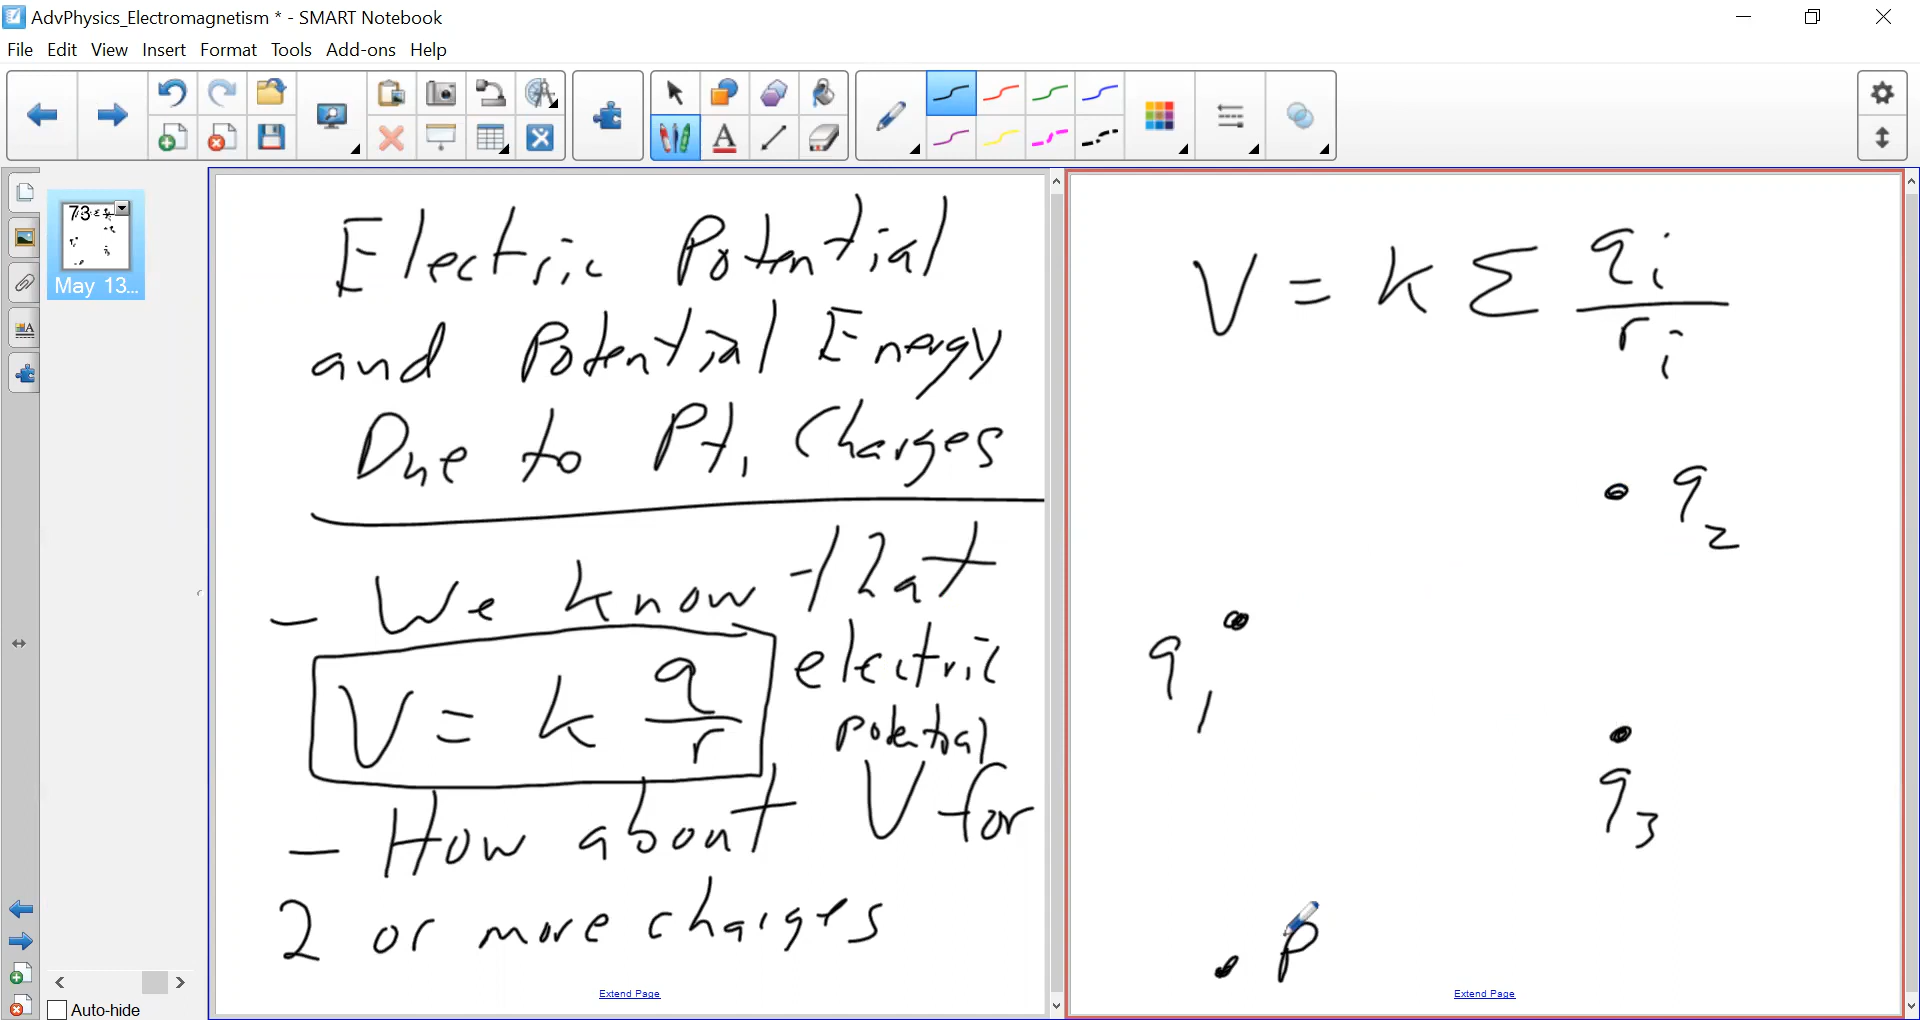 AdvPhysics_Electromagnetism * - SMART Notebook
File Edit View Insert Format Tools Add-ons Help
73
May 13...
Auto-hide
Electric Potential
and Potential Energy
Due to Pt. Charges
- We know that
electric
potential
V = k q/r
V for
- How about
2 or more charges
Extend Page
V = k Σ qᵢ/rᵢ
q₂
q₁
q₃
P
Extend Page